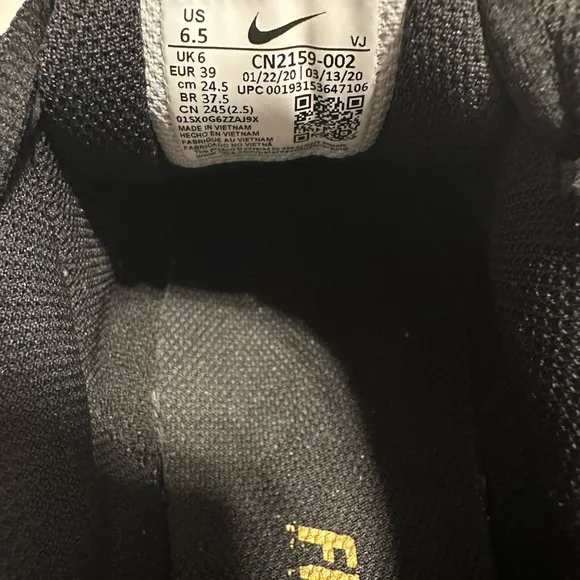 US
6.5
VJ
UK 6
CN2159-002
EUR 39
01/22/20 03/13/20
cm 24.5
UPC 00193153647106
BR 37.5
CN 245(2.5)
01SX0G6ZZAJ9X
MADE IN VIETNAM
HECHO EN VIETNAM
FABRIQUÉ AU VIETNAM
FABRICADO NO VIETNÃ